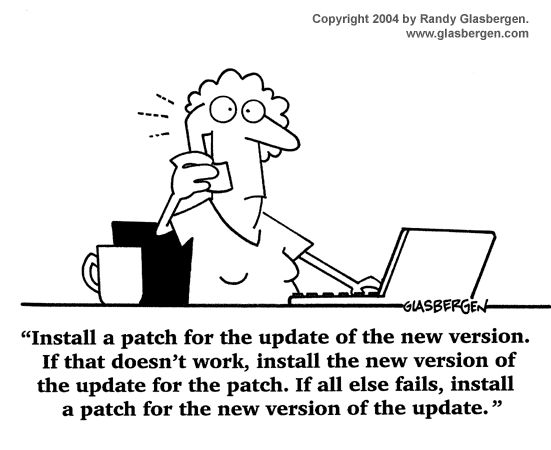 Copyright 2004 by Randy Glasbergen.
www.glasbergen.com
GLASBERGEN
“Install a patch for the update of the new version.
If that doesn’t work, install the new version of
the update for the patch. If all else fails, install
a patch for the new version of the update.”